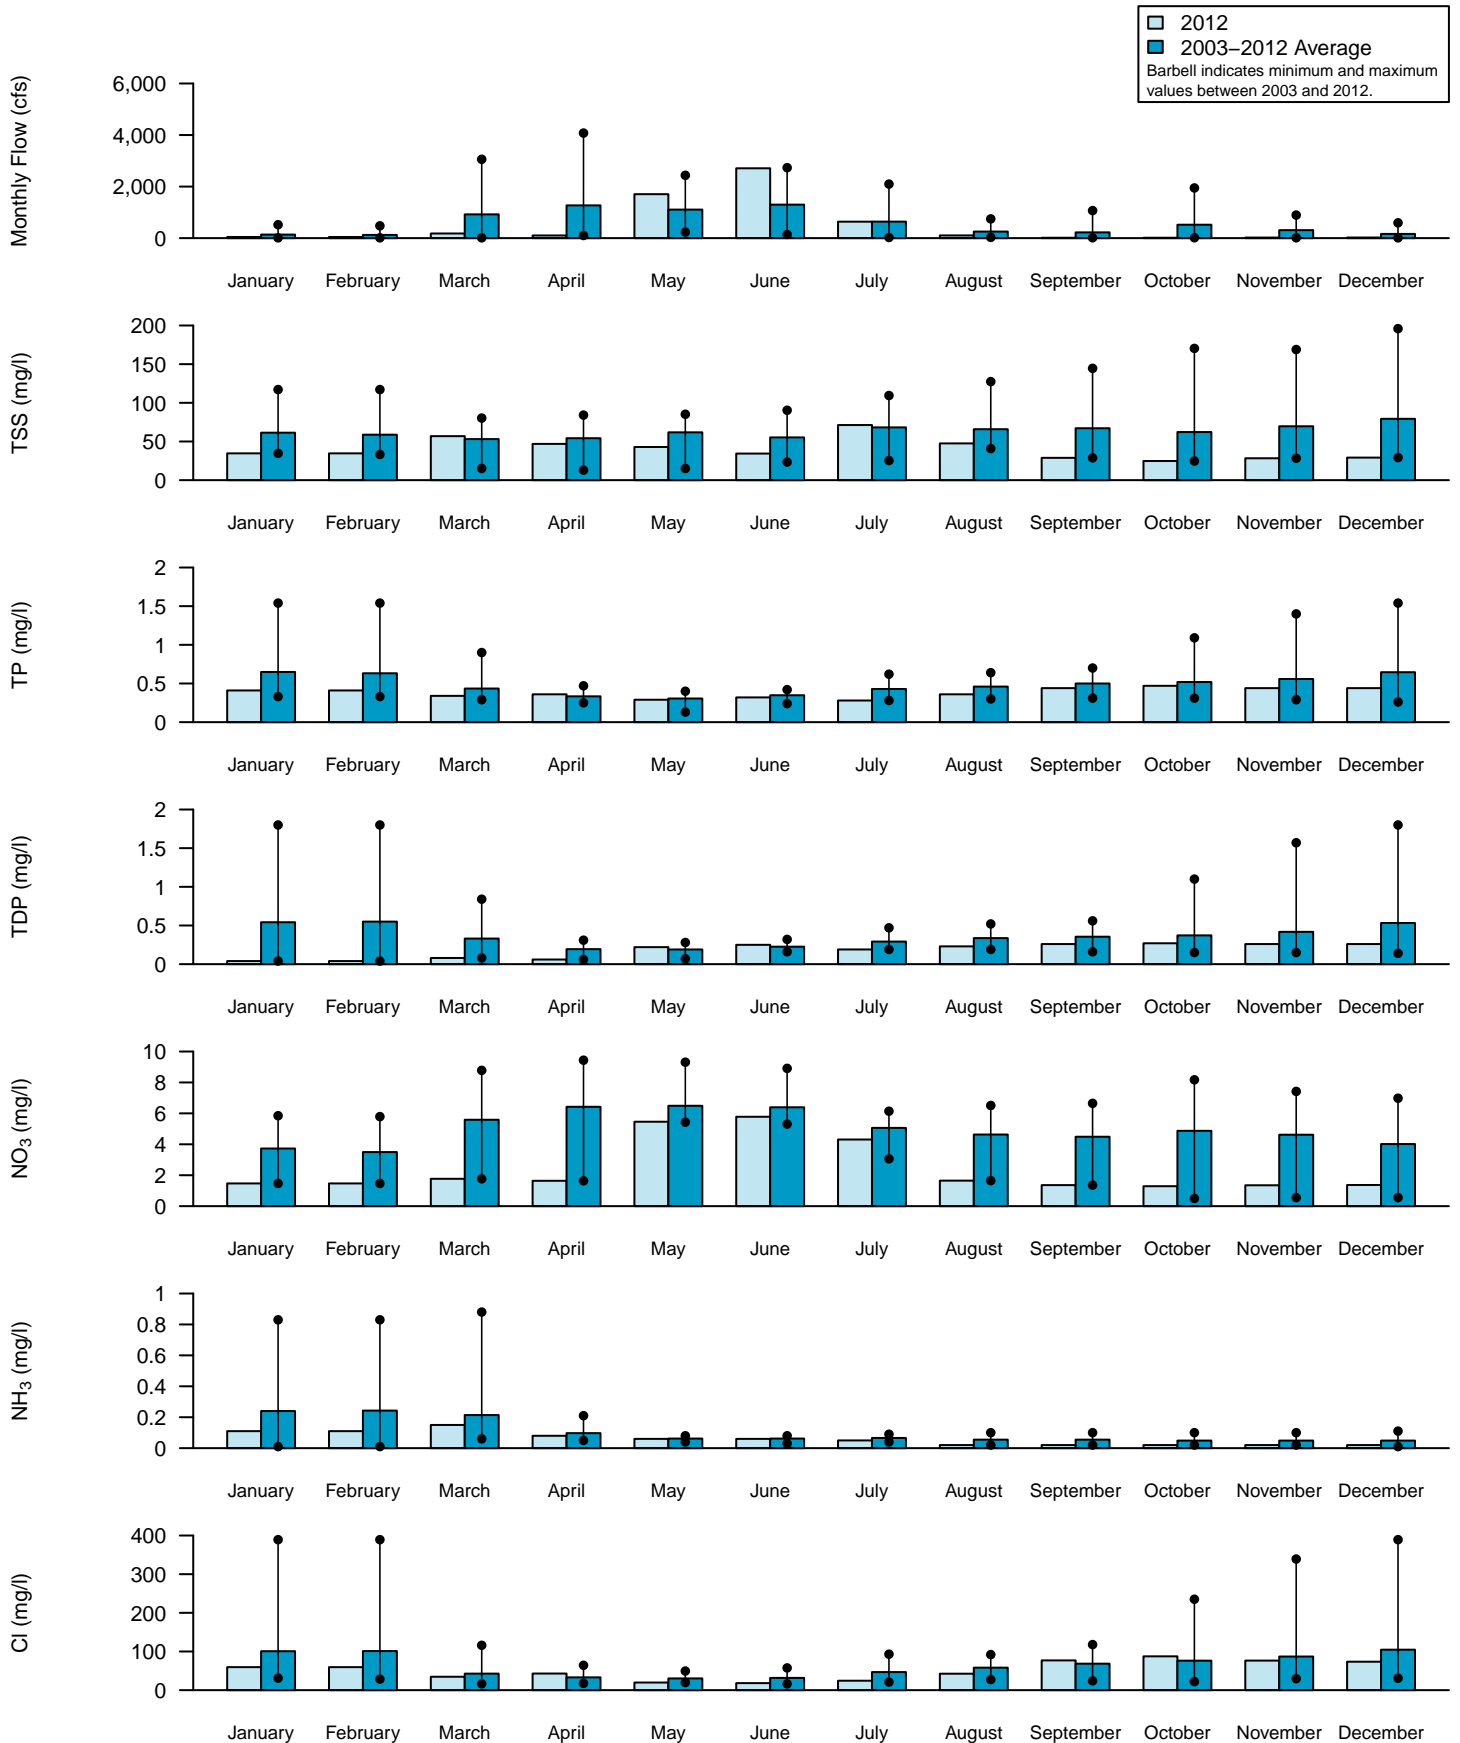 2012
2003−2012 Average
Barbell indicates minimum and maximum
values between 2003 and 2012.
Monthly Flow (cfs)
6,000
4,000
2,000
0
January February March April May June July August September October November December
TSS (mg/l)
200
150
100
50
0
January February March April May June July August September October November December
TP (mg/l)
2
1.5
1
0.5
0
January February March April May June July August September October November December
TDP (mg/l)
2
1.5
1
0.5
0
January February March April May June July August September October November December
NO3 (mg/l)
10
8
6
4
2
0
January February March April May June July August September October November December
NH3 (mg/l)
1
0.8
0.6
0.4
0.2
0
January February March April May June July August September October November December
Cl (mg/l)
400
300
200
100
0
January February March April May June July August September October November December